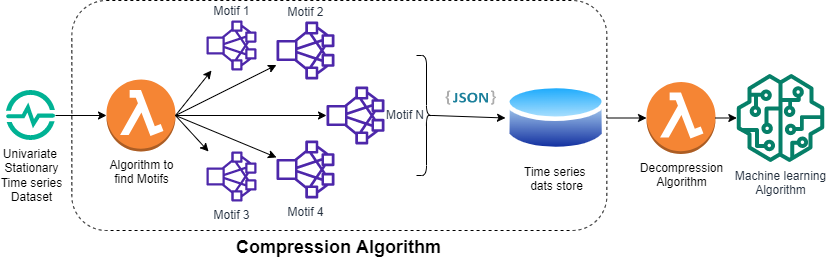 Motif 1
Motif 2
{JSON}
Motif N
Univariate
Stationary
Time series
Dataset
Algorithm to
find Motifs
Motif 3
Motif 4
Time series
dats store
Decompression
Algorithm
Machine learning
Algorithm
Compression Algorithm